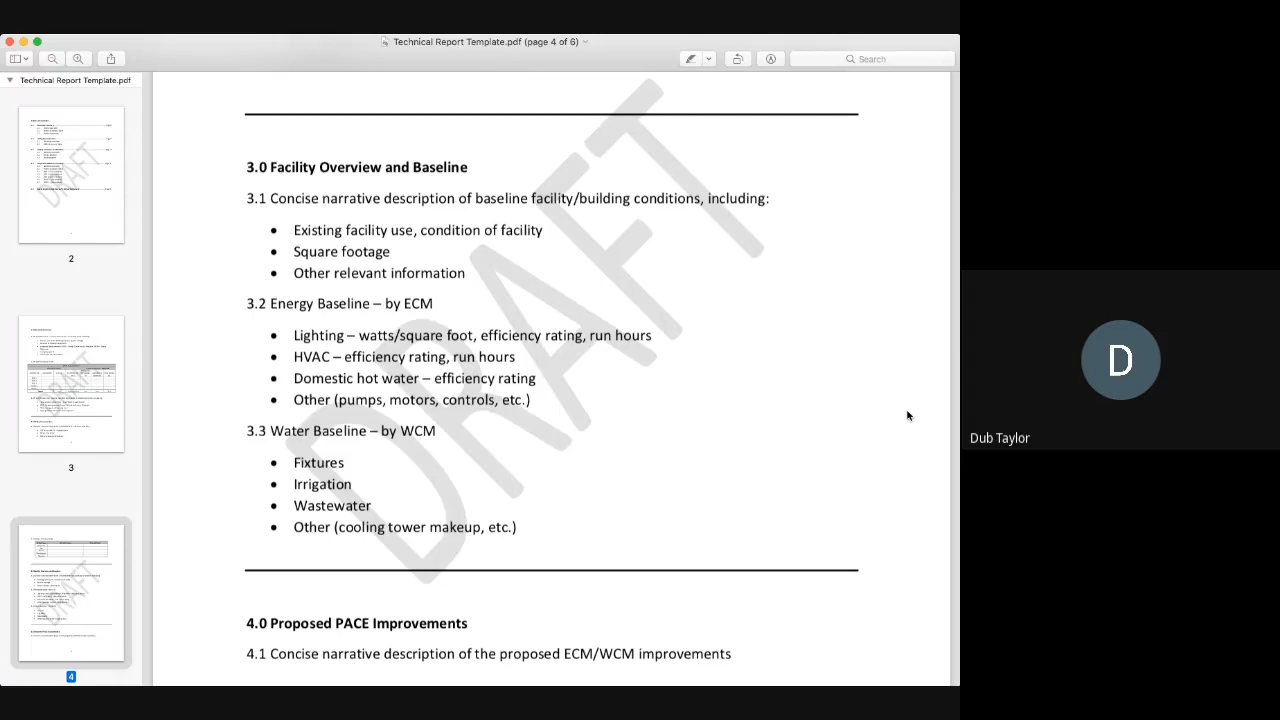 Technical Report Template.pdf (page 4 of 6)
Search
Technical Report Template.pdf
2
3
4
DRAFT
3.0 Facility Overview and Baseline
3.1 Concise narrative description of baseline facility/building conditions, including:
• Existing facility use, condition of facility
• Square footage
• Other relevant information
3.2 Energy Baseline – by ECM
• Lighting – watts/square foot, efficiency rating, run hours
• HVAC – efficiency rating, run hours
• Domestic hot water – efficiency rating
• Other (pumps, motors, controls, etc.)
3.3 Water Baseline – by WCM
• Fixtures
• Irrigation
• Wastewater
• Other (cooling tower makeup, etc.)
4.0 Proposed PACE Improvements
4.1 Concise narrative description of the proposed ECM/WCM improvements
D
Dub Taylor